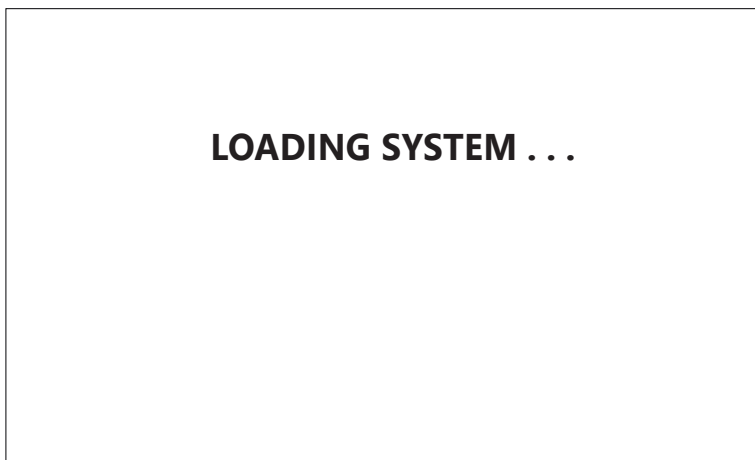 LOADING SYSTEM . . .